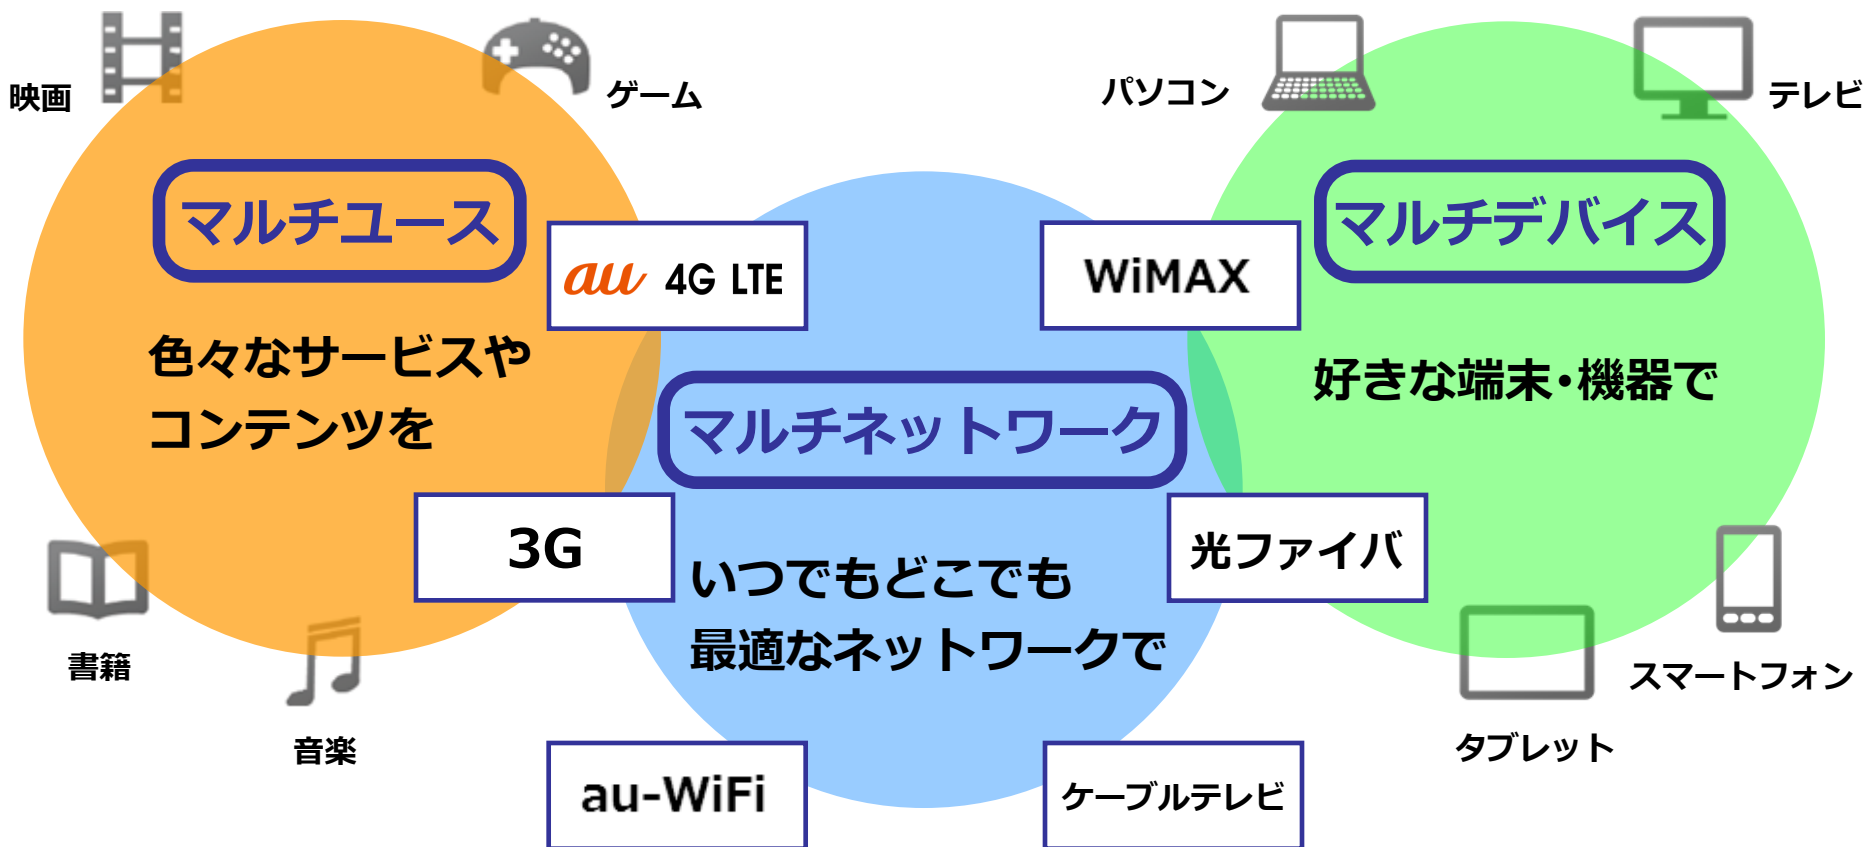 映画
ゲーム
パソコン
テレビ
マルチユース
マルチデバイス
au 4G LTE
WiMAX
色々なサービスや
コンテンツを
好きな端末・機器で
マルチネットワーク
3G
光ファイバ
いつでもどこでも
最適なネットワークで
書籍
音楽
スマートフォン
タブレット
au-WiFi
ケーブルテレビ